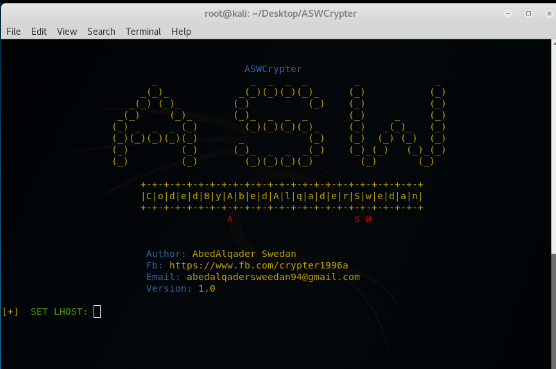 root@kali: ~/Desktop/ASWCrypter
File Edit View Search Terminal Help
ASWCrypter
ASW
|C|o|d|e|d|B|y|A|b|e|d|A|l|q|a|d|e|r|S|w|e|d|a|n|
A S W
Author: AbedAlqader Swedan
Fb: https://www.fb.com/crypter1996a
Email: abedalqadersweedan94@gmail.com
Version: 1.0
[+] SET LHOST: